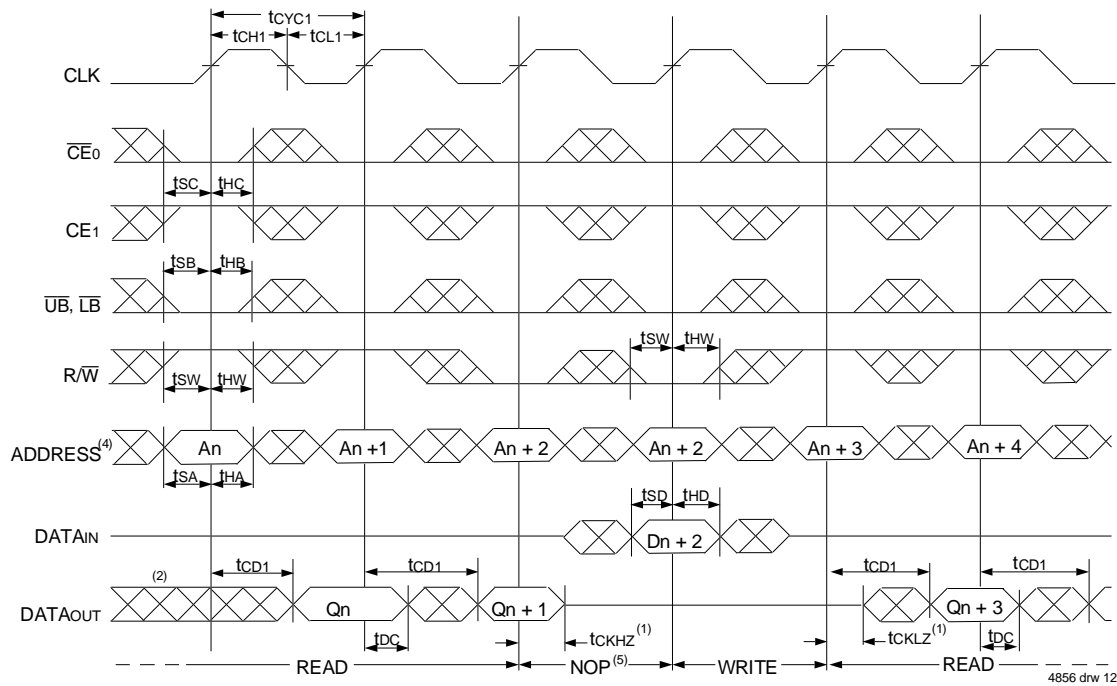 tCYC1
tCH1 tCL1
CLK
CE0
tSC tHC
CE1
tSB tHB
UB, LB
tSW tHW
R/W
tSW tHW
ADDRESS(4) An An +1 An + 2 An + 2 An + 3 An + 4
tSA tHA
tSD tHD
DATAIN Dn + 2
tCD1 tCD1 tCD1 tCD1
(2)
DATAOUT Qn Qn + 1 Qn + 3
tDC tCKHZ(1) tCKLZ(1) tDC
READ NOP(5) WRITE READ
4856 drw 12